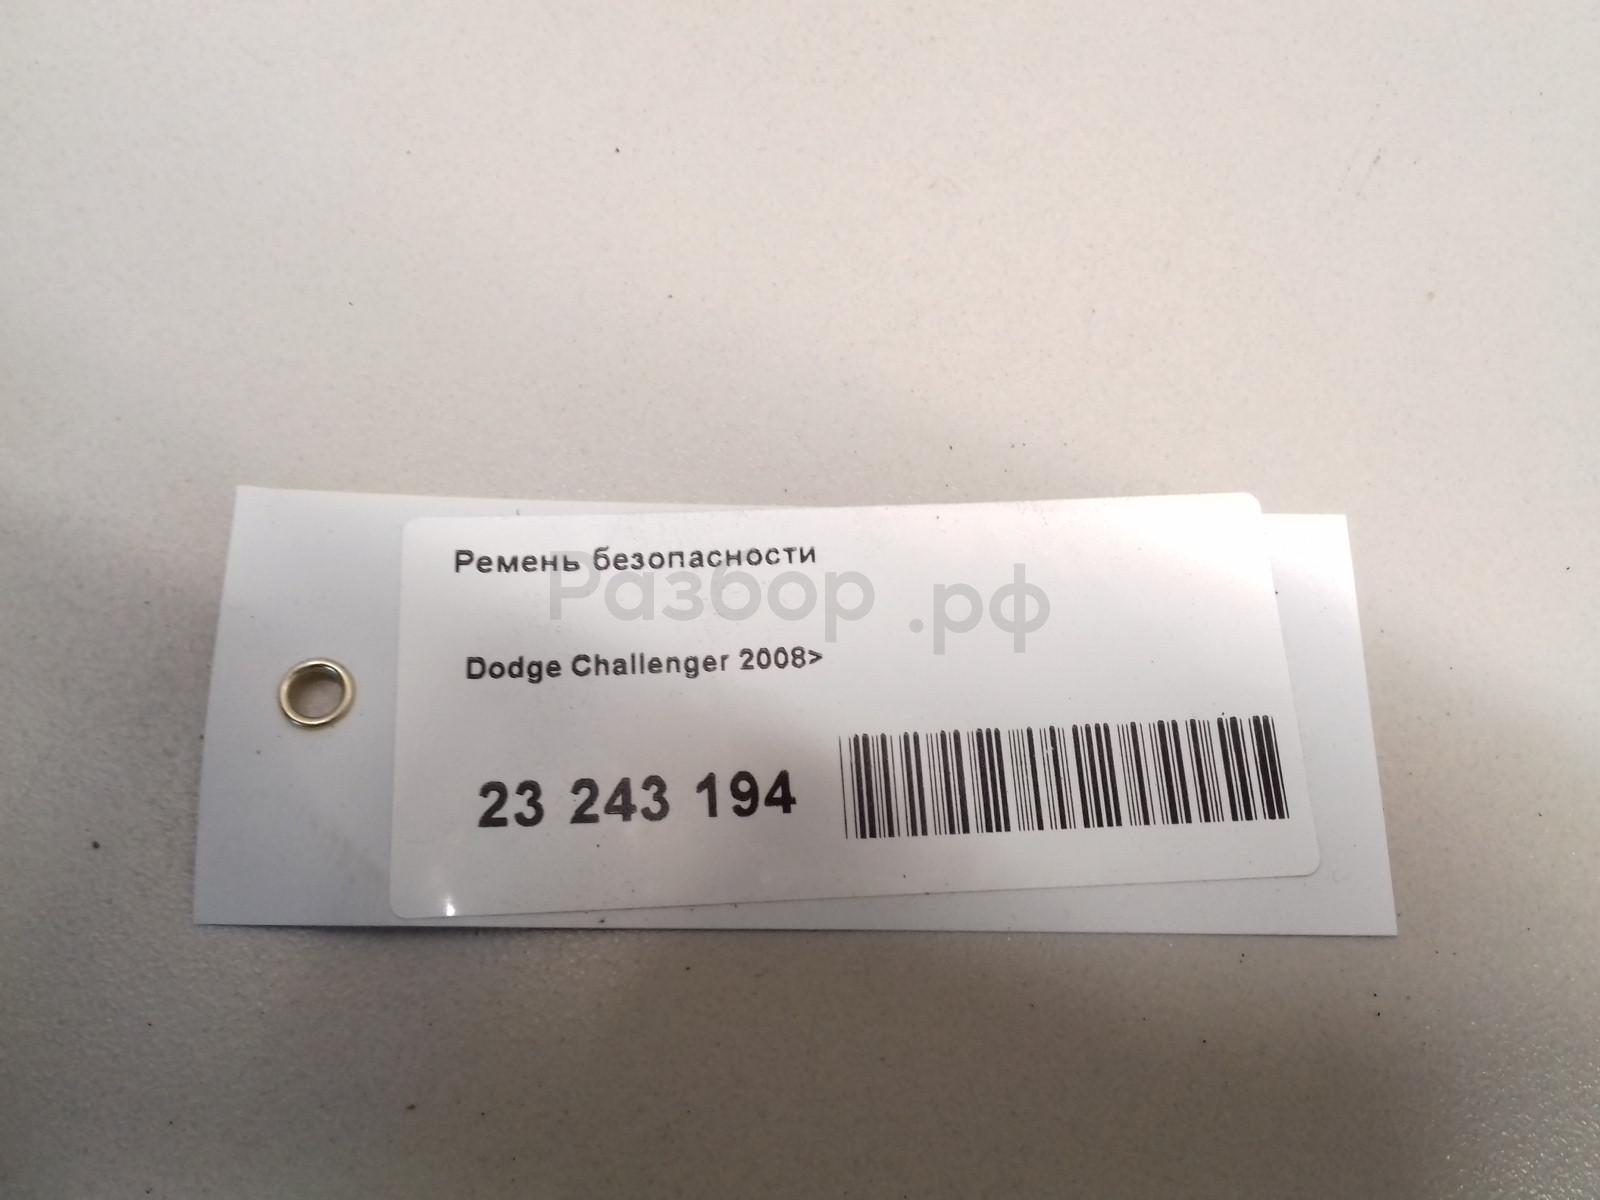 Ремень безопасности
Разбор .рф
Dodge Challenger 2008>
23 243 194